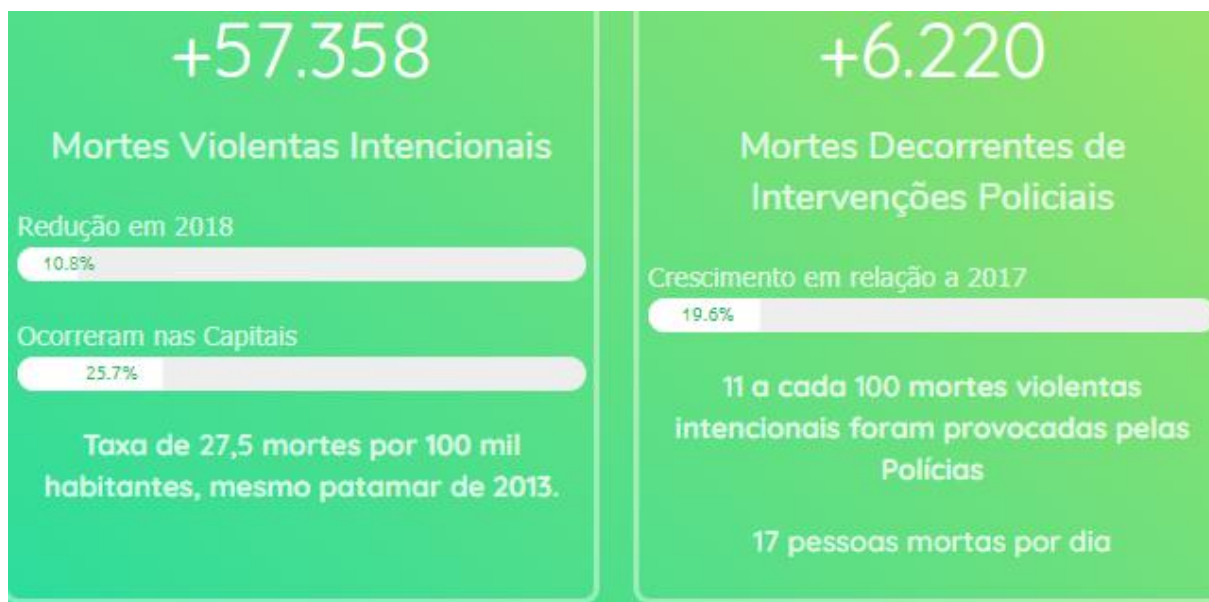 +57.358
Mortes Violentas Intencionais
Redução em 2018
10.8%
Ocorreram nas Capitais
25.7%
Taxa de 27,5 mortes por 100 mil
habitantes, mesmo patamar de 2013.
+6.220
Mortes Decorrentes de
Intervenções Policiais
Crescimento em relação a 2017
19.6%
11 a cada 100 mortes violentas
intencionais foram provocadas pelas
Polícias
17 pessoas mortas por dia